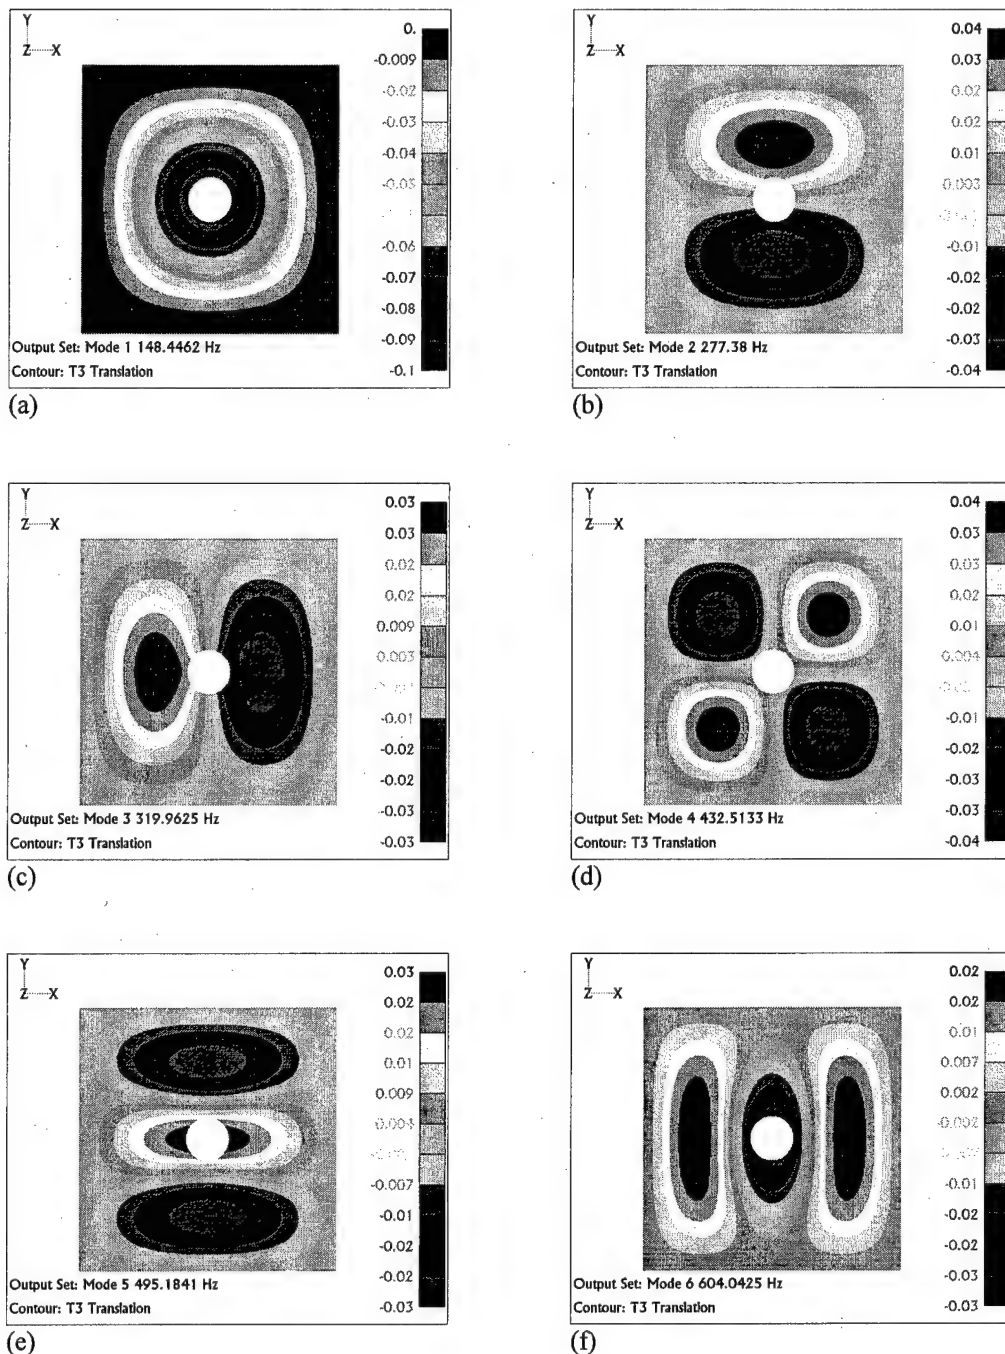 Y
Z X
0.
-0.009
-0.02
-0.03
-0.04
-0.06
-0.07
-0.08
-0.09
-0.1
Output Set: Mode 1 148.4462 Hz
Contour: T3 Translation
(a)
Y
Z X
0.04
0.03
0.02
0.02
0.01
0.003
-0.01
-0.02
-0.02
-0.03
-0.04
Output Set: Mode 2 277.38 Hz
Contour: T3 Translation
(b)
Y
Z X
0.03
0.03
0.02
0.02
0.009
0.003
-0.01
-0.02
-0.02
-0.03
-0.03
Output Set: Mode 3 319.9625 Hz
Contour: T3 Translation
(c)
Y
Z X
0.04
0.03
0.02
0.02
0.01
0.004
-0.01
-0.02
-0.02
-0.03
-0.04
Output Set: Mode 4 432.5133 Hz
Contour: T3 Translation
(d)
Y
Z X
0.03
0.02
0.02
0.01
0.009
0.004
-0.007
-0.01
-0.02
-0.02
-0.03
Output Set: Mode 5 495.1841 Hz
Contour: T3 Translation
(e)
Y
Z X
0.02
0.02
0.01
0.007
0.002
-0.002
-0.01
-0.02
-0.02
-0.03
Output Set: Mode 6 604.0425 Hz
Contour: T3 Translation
(f)